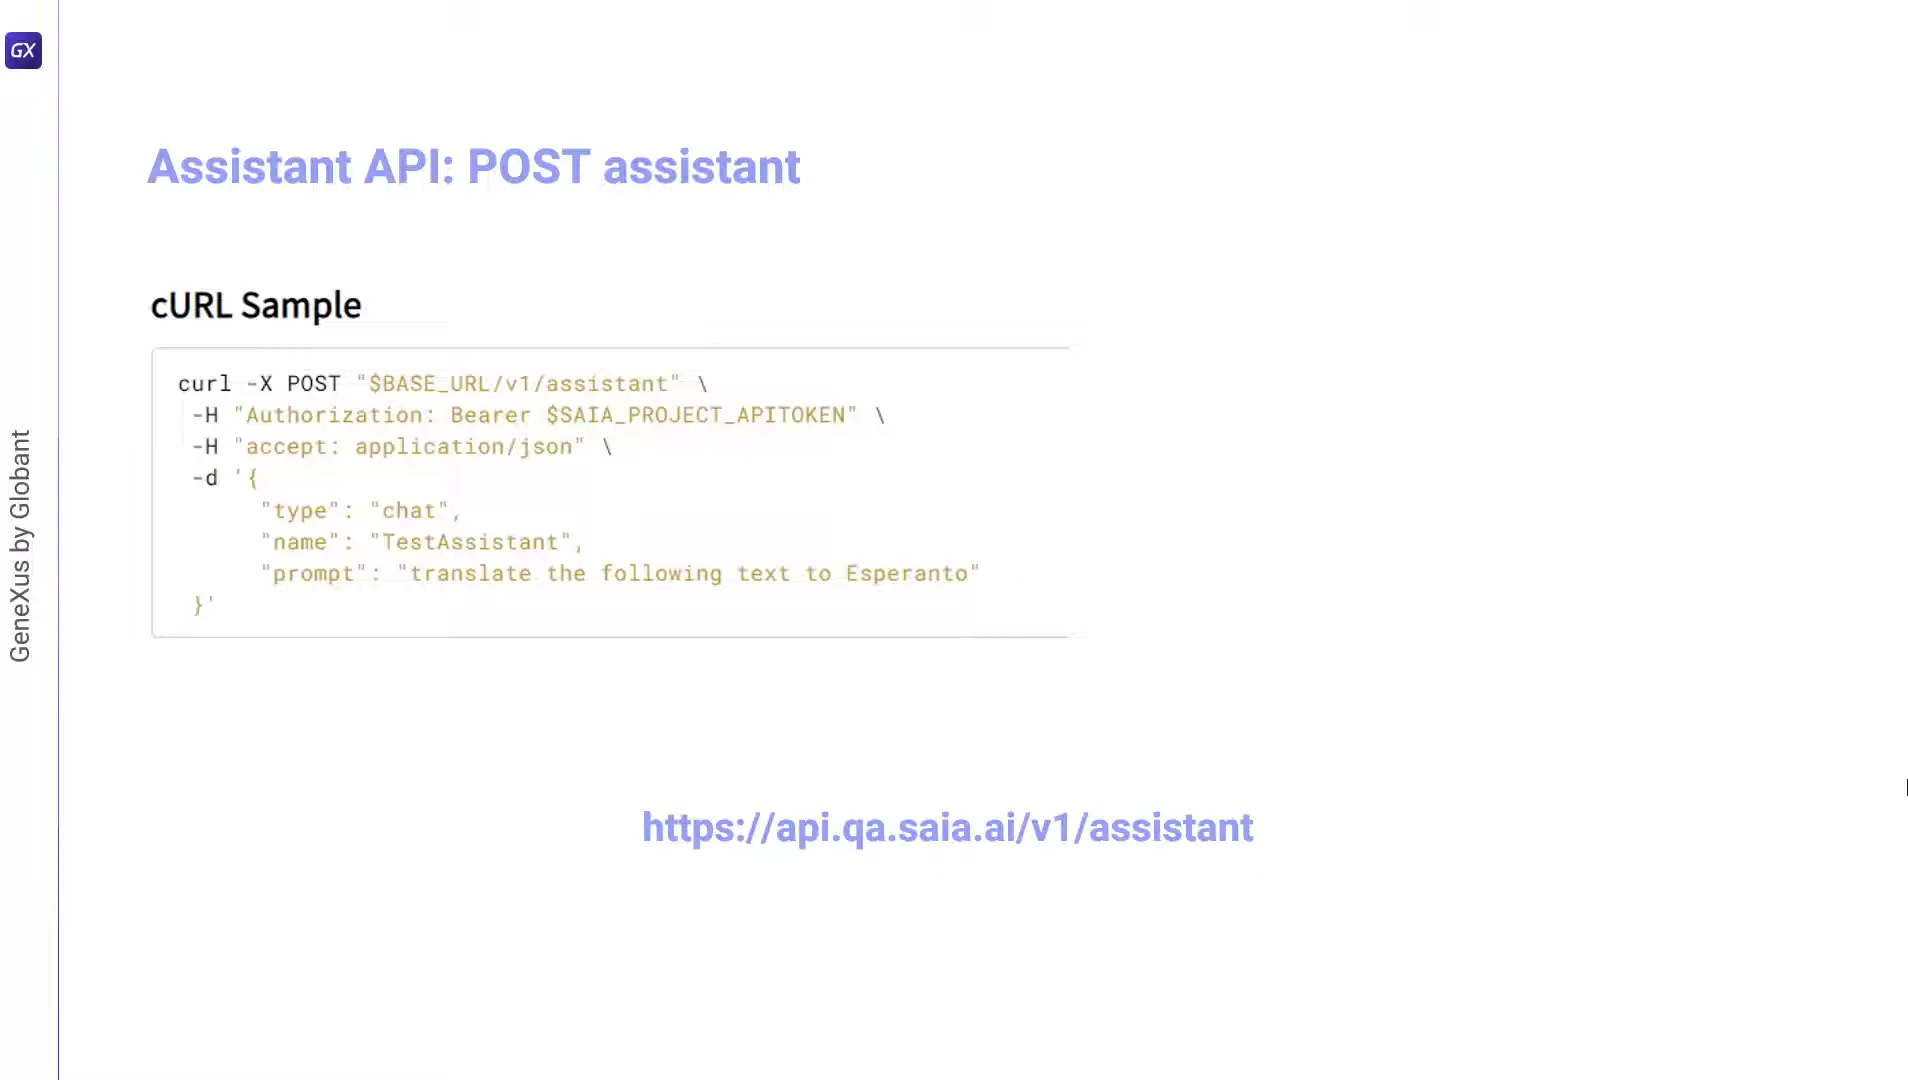 GX
GeneXus by Globant
Assistant API: POST assistant
cURL Sample
curl -X POST "$BASE_URL/v1/assistant" \
-H "Authorization: Bearer $SAIA_PROJECT_APITOKEN" \
-H "accept: application/json" \
-d '{
"type": "chat",
"name": "TestAssistant",
"prompt": "translate the following text to Esperanto"
}'
https://api.qa.saia.ai/v1/assistant